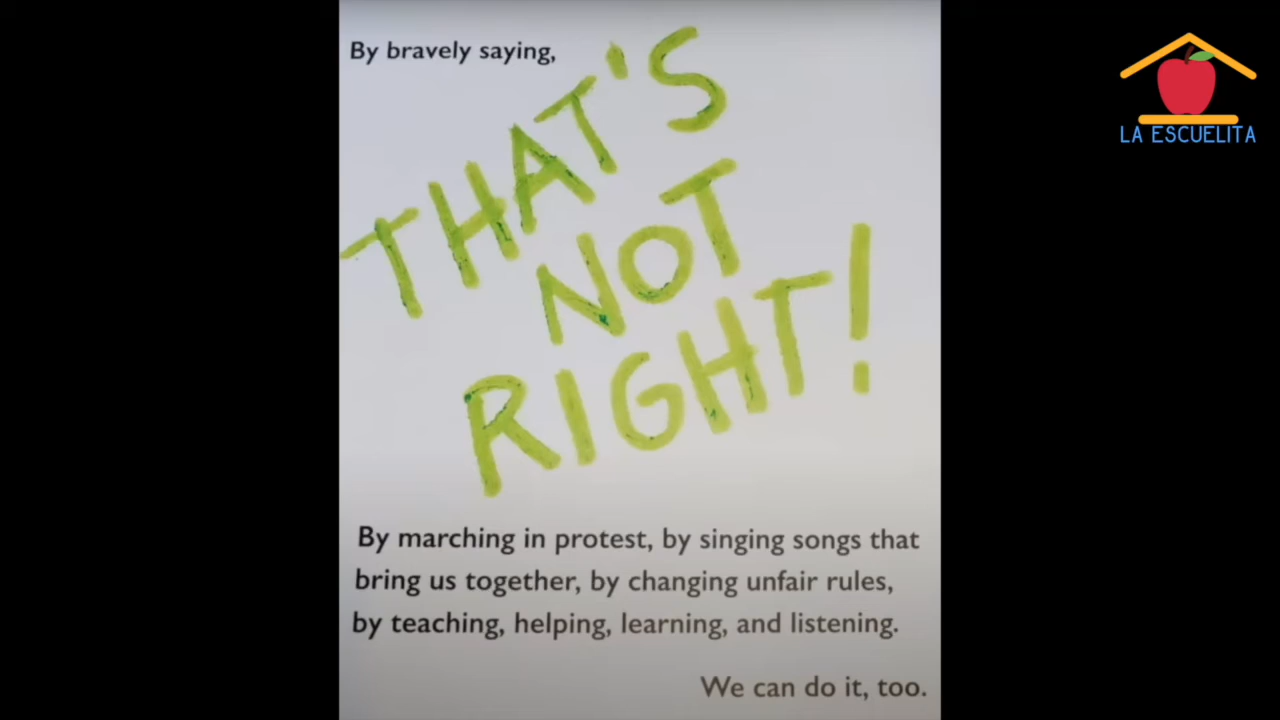 By bravely saying,
THAT'S
NOT
RIGHT!
By marching in protest, by singing songs that
bring us together, by changing unfair rules,
by teaching, helping, learning, and listening.
We can do it, too.
LA ESCUELITA